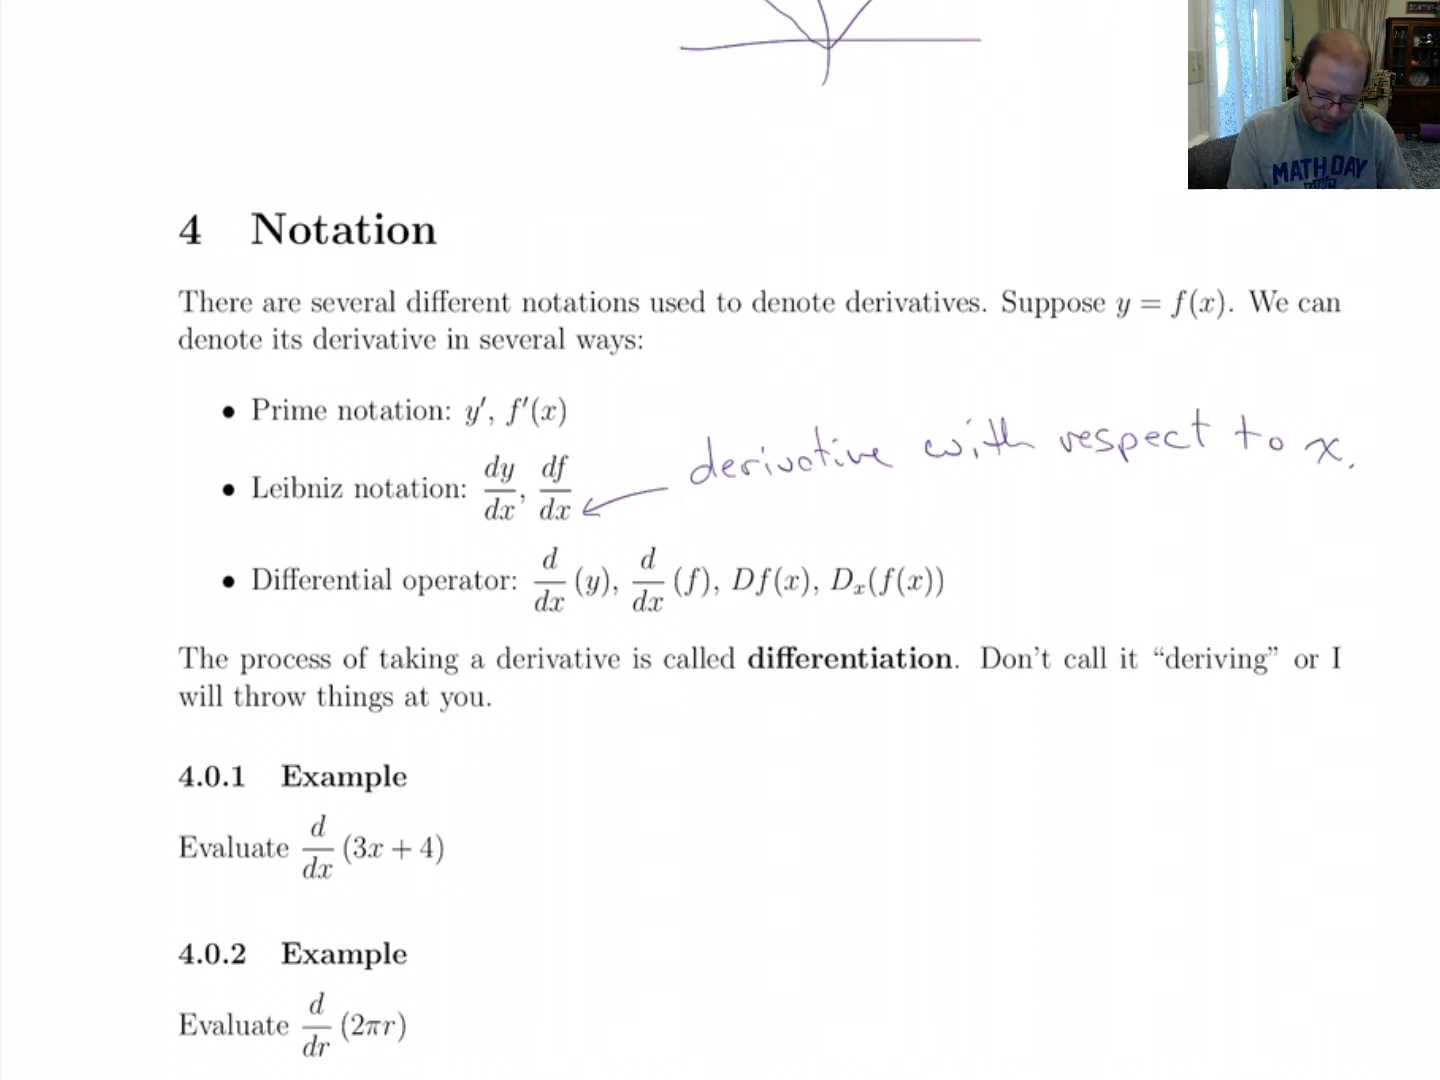 MATH DAY
4 Notation
There are several different notations used to denote derivatives. Suppose y = f(x). We can
denote its derivative in several ways:
• Prime notation: y′, f′(x)
derivative with respect to x.
• Leibniz notation: dy/dx, df/dx
• Differential operator: d/dx (y), d/dx (f), Df(x), Dₓ(f(x))
The process of taking a derivative is called differentiation. Don't call it “deriving” or I
will throw things at you.
4.0.1 Example
Evaluate d/dx (3x + 4)
4.0.2 Example
Evaluate d/dr (2πr)